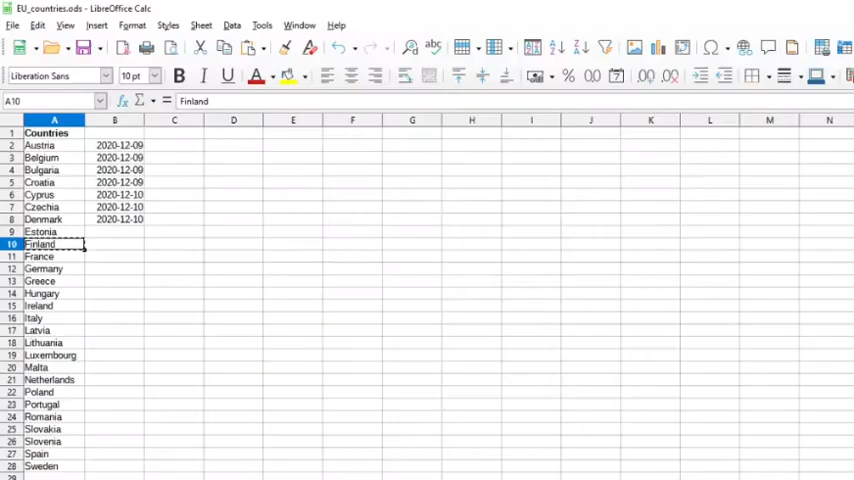 EU_countries.ods - LibreOffice Calc
File Edit View Insert Format Styles Sheet Data Tools Window Help
Liberation Sans 10 pt B I U A
A10 fx Σ = Finland
A B C D E F G H I J K L M N
1 Countries
2 Austria 2020-12-09
3 Belgium 2020-12-09
4 Bulgaria 2020-12-09
5 Croatia 2020-12-09
6 Cyprus 2020-12-10
7 Czechia 2020-12-10
8 Denmark 2020-12-10
9 Estonia
10 Finland
11 France
12 Germany
13 Greece
14 Hungary
15 Ireland
16 Italy
17 Latvia
18 Lithuania
19 Luxembourg
20 Malta
21 Netherlands
22 Poland
23 Portugal
24 Romania
25 Slovakia
26 Slovenia
27 Spain
28 Sweden
29